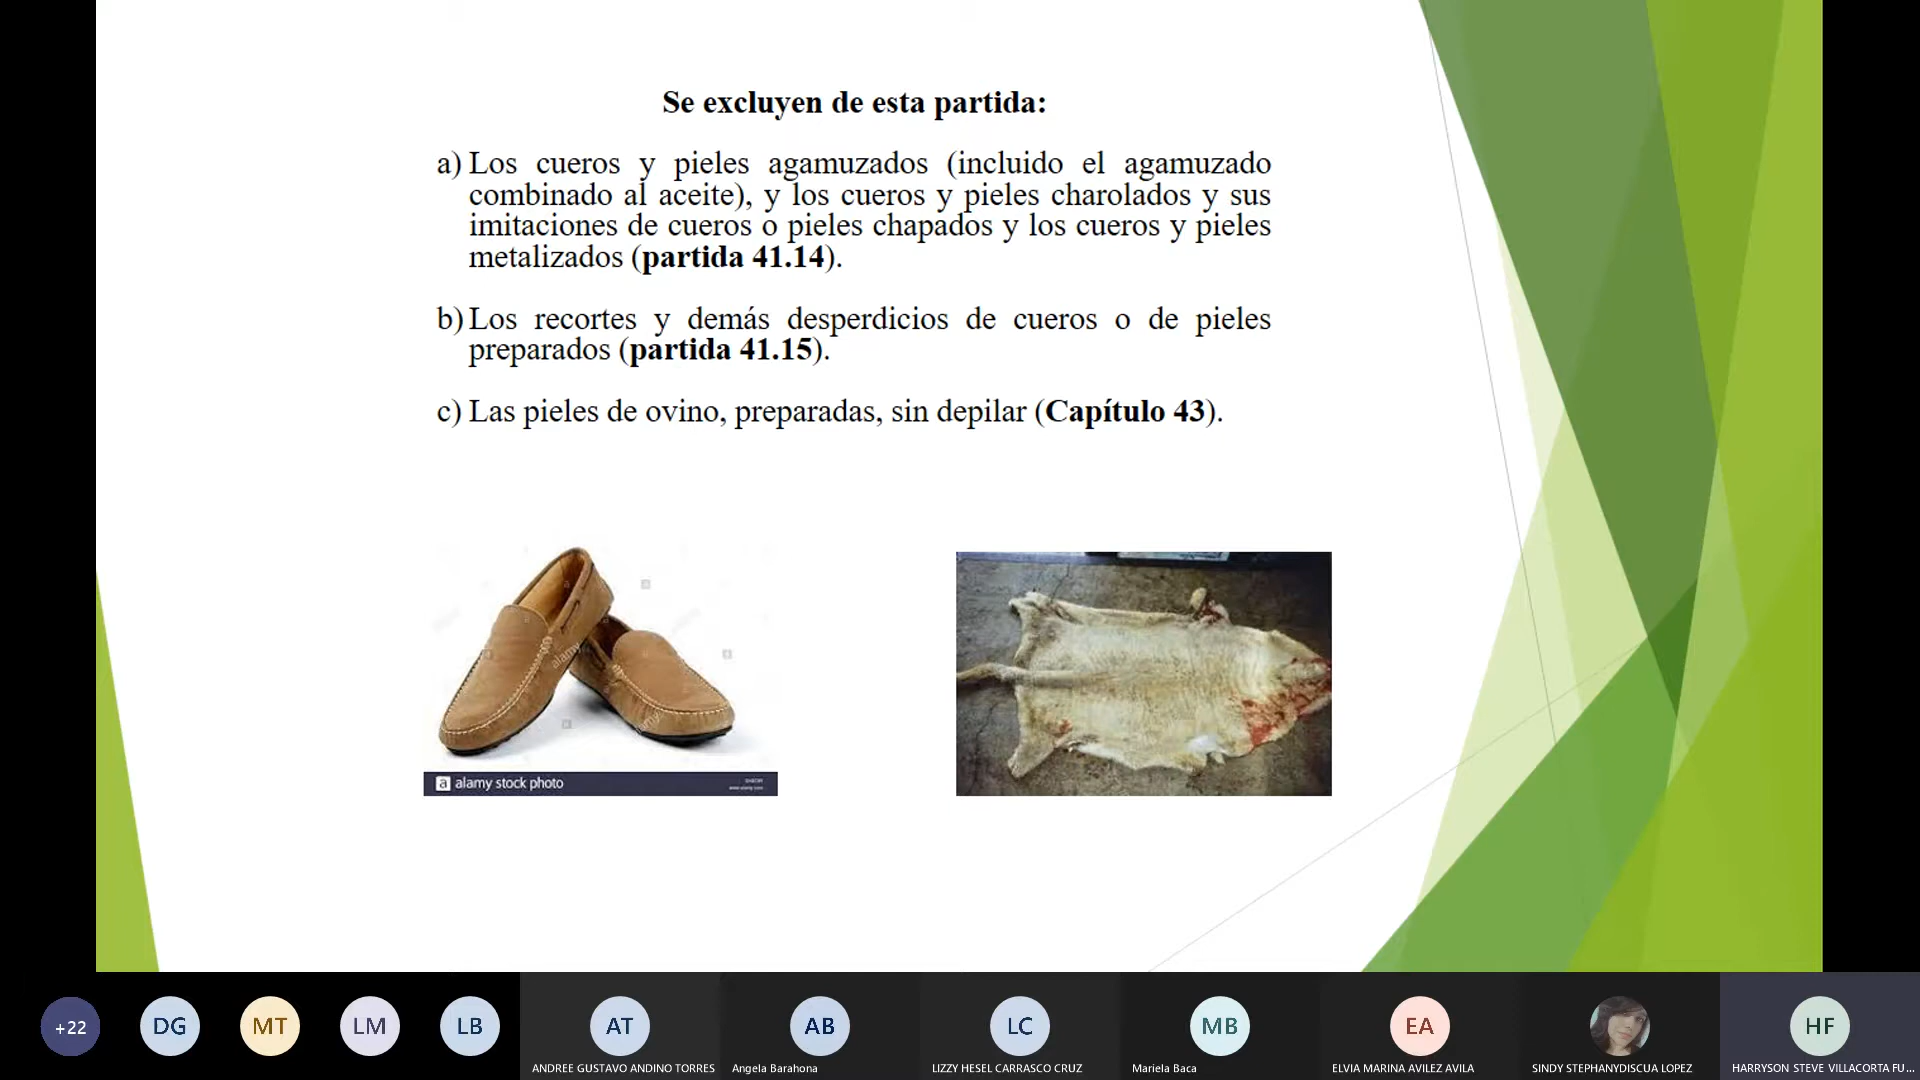 Se excluyen de esta partida:
a) Los cueros y pieles agamuzados (incluido el agamuzado
combinado al aceite), y los cueros y pieles charolados y sus
imitaciones de cueros o pieles chapados y los cueros y pieles
metalizados (partida 41.14).
b) Los recortes y demás desperdicios de cueros o de pieles
preparados (partida 41.15).
c) Las pieles de ovino, preparadas, sin depilar (Capítulo 43).
a alamy stock photo
+22
DG
MT
LM
LB
AT
AB
LC
MB
EA
HF
ANDREE GUSTAVO ANDINO TORRES
Angela Barahona
LIZZY HESEL CARRASCO CRUZ
Mariela Baca
ELVIA MARINA AVILEZ AVILA
SINDY STEPHANYDISCUA LOPEZ
HARRYSON STEVE VILLACORTA FU...